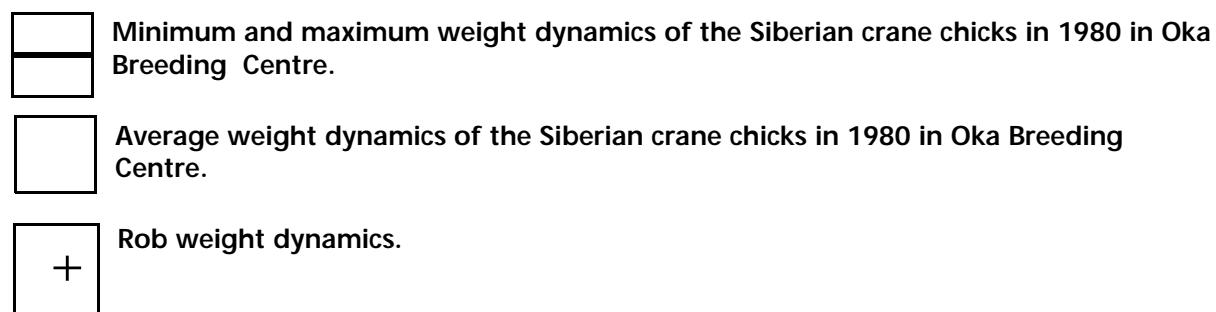 Minimum and maximum weight dynamics of the Siberian crane chicks in 1980 in Oka
Breeding Centre.
Average weight dynamics of the Siberian crane chicks in 1980 in Oka Breeding
Centre.
Rob weight dynamics.